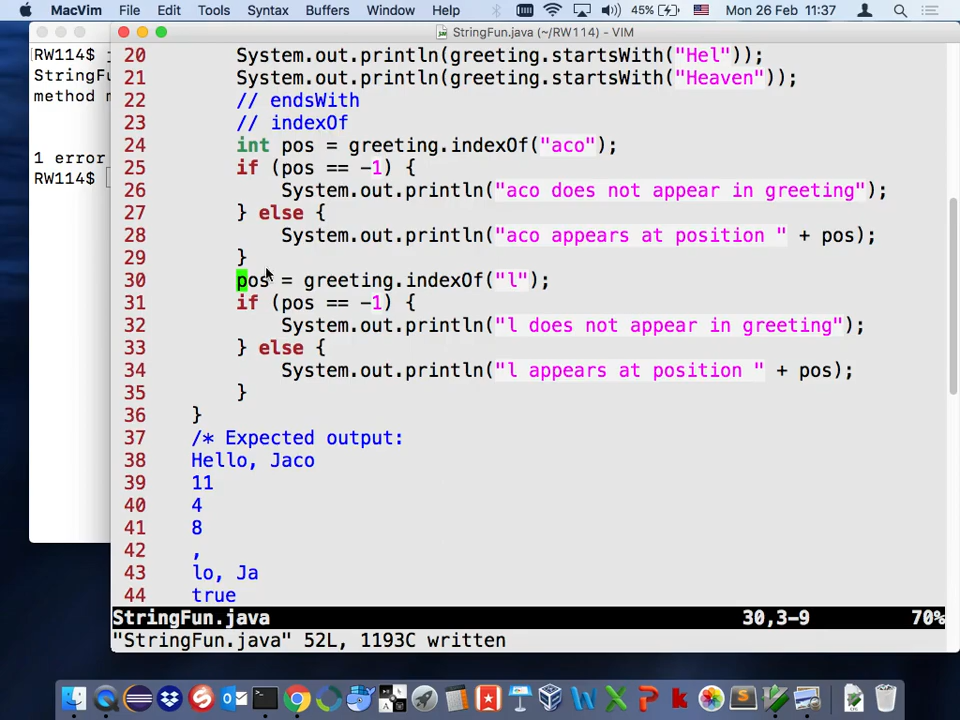 MacVim File Edit Tools Syntax Buffers Window Help 45% Mon 26 Feb 11:37
StringFun.java (~/RW114) - VIM
RW114$
method
1 error
RW114$
20 System.out.println(greeting.startsWith("Hel"));
21 System.out.println(greeting.startsWith("Heaven"));
22 // endsWith
23 // indexOf
24 int pos = greeting.indexOf("aco");
25 if (pos == -1) {
26 System.out.println("aco does not appear in greeting");
27 } else {
28 System.out.println("aco appears at position " + pos);
29 }
30 pos = greeting.indexOf("l");
31 if (pos == -1) {
32 System.out.println("l does not appear in greeting");
33 } else {
34 System.out.println("l appears at position " + pos);
35 }
36 }
37 /* Expected output:
38 Hello, Jaco
39 11
40 4
41 8
42 ,
43 lo, Ja
44 true
StringFun.java 30,3-9 70%
"StringFun.java" 52L, 1193C written